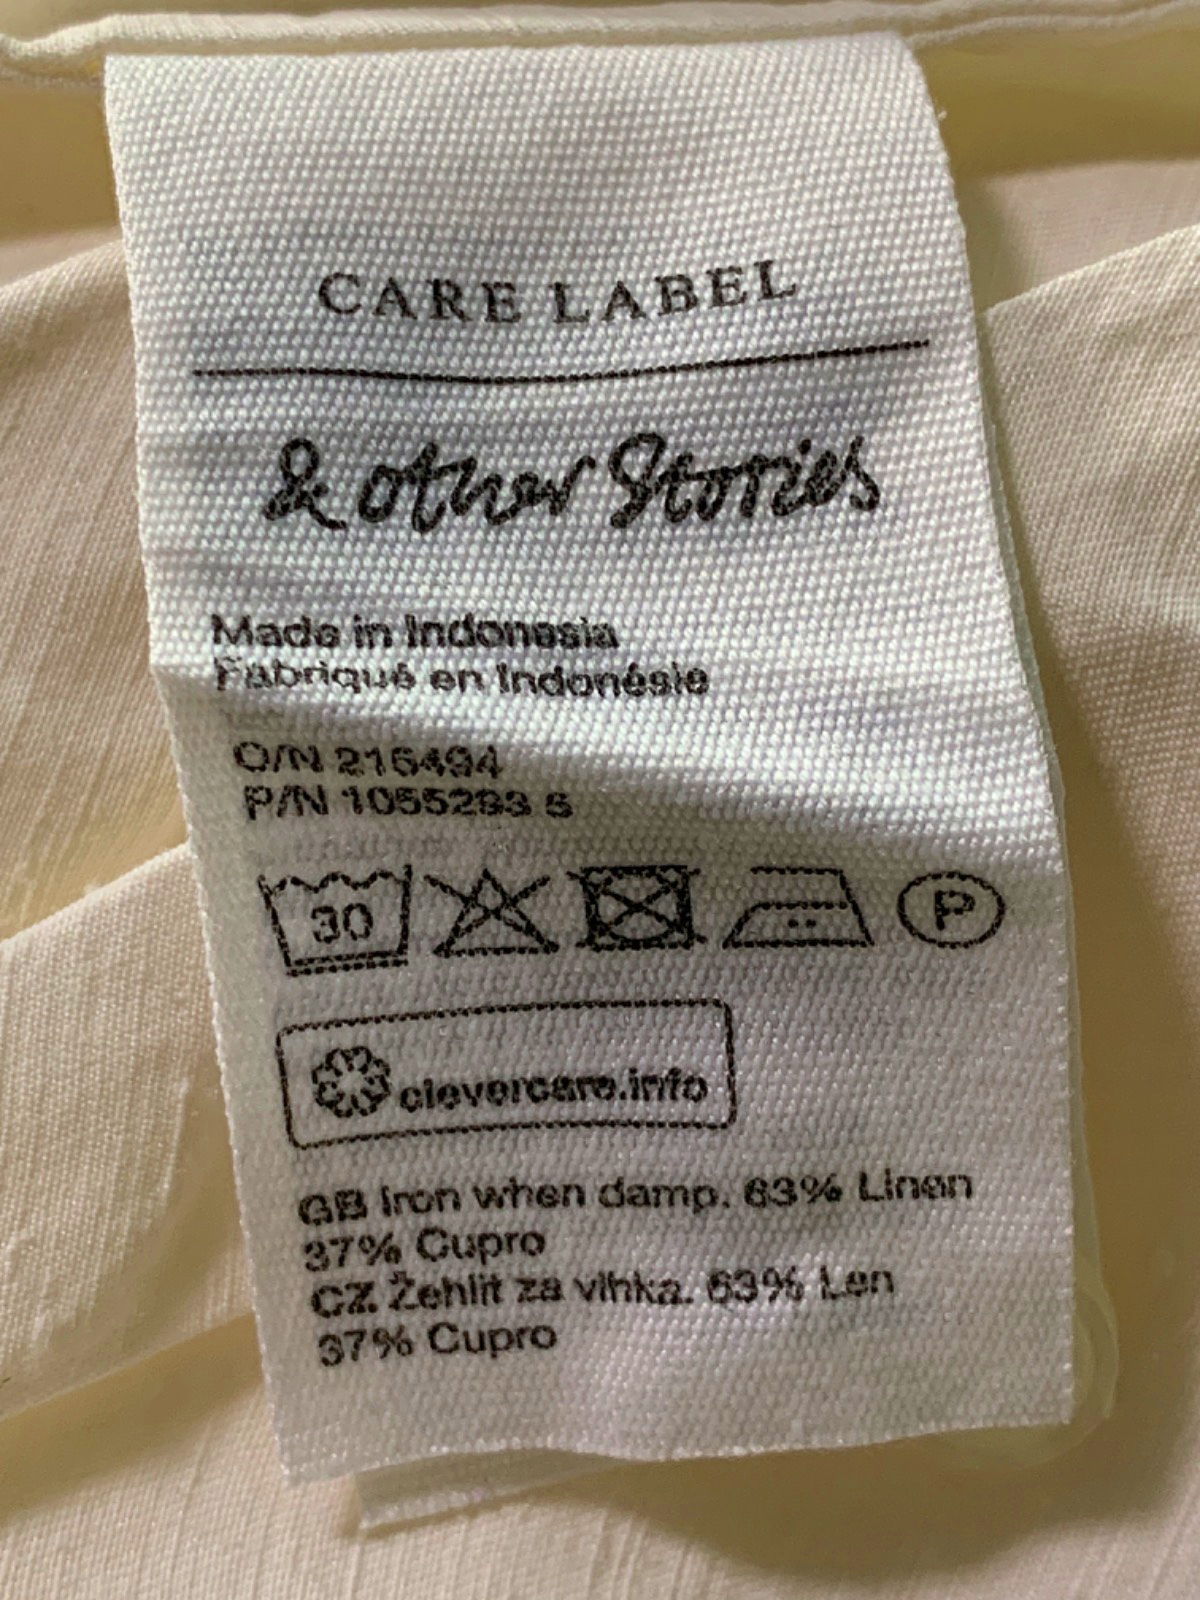 CARE LABEL
& other Stories
Made in Indonesia
Fabriqué en Indonésie
O/N 216494
P/N 1055293 5
30
P
clevercare.info
GB Iron when damp. 63% Linen
37% Cupro
CZ Žehlit za vlhka. 63% Len
37% Cupro